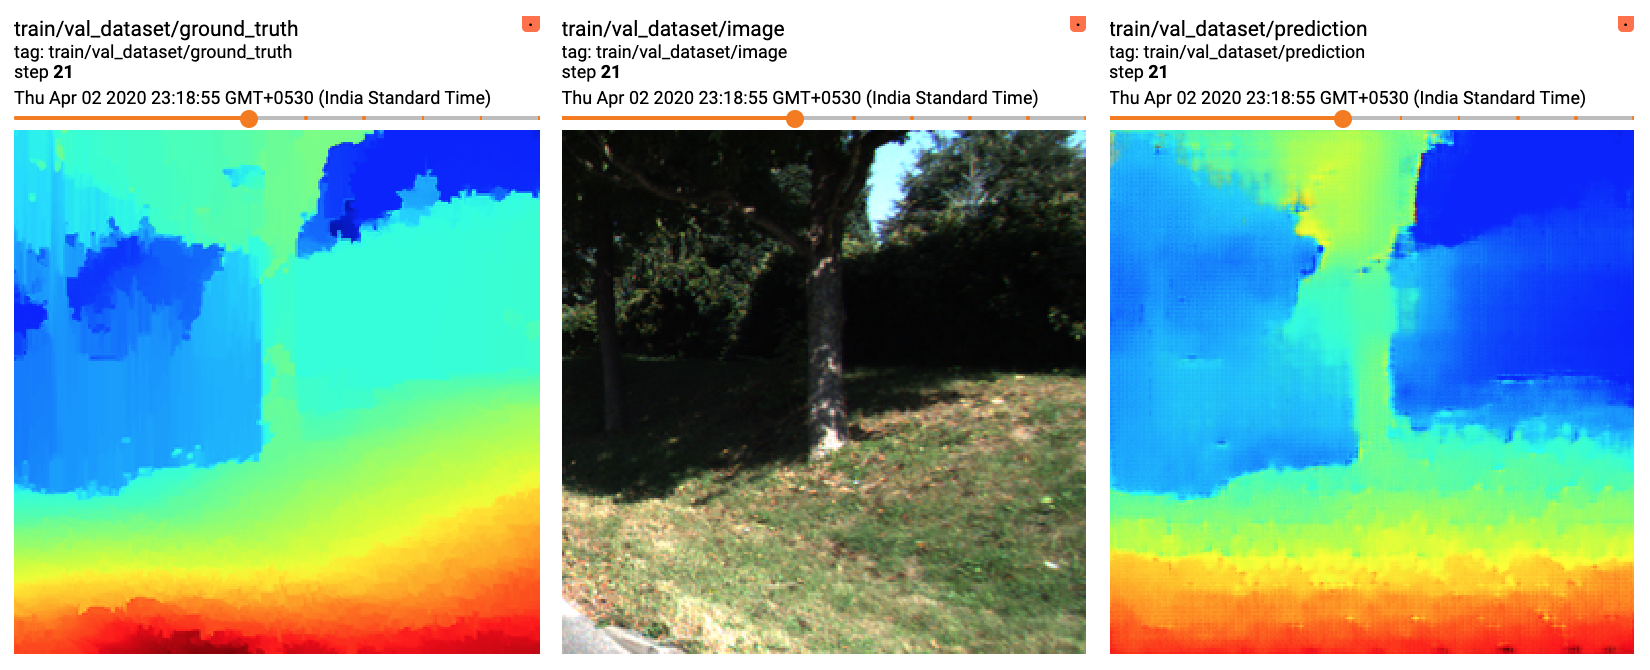 train/val_dataset/ground_truth
tag: train/val_dataset/ground_truth
step 21
Thu Apr 02 2020 23:18:55 GMT+0530 (India Standard Time)
train/val_dataset/image
tag: train/val_dataset/image
step 21
Thu Apr 02 2020 23:18:55 GMT+0530 (India Standard Time)
train/val_dataset/prediction
tag: train/val_dataset/prediction
step 21
Thu Apr 02 2020 23:18:55 GMT+0530 (India Standard Time)